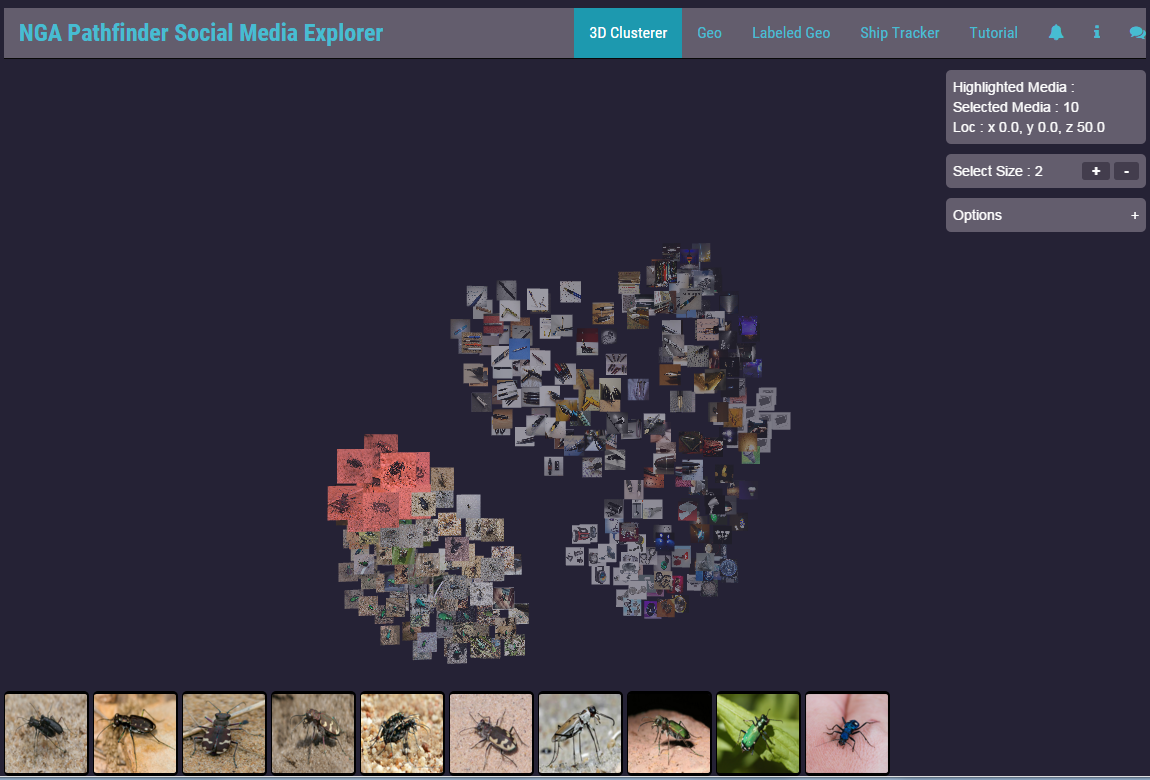 NGA Pathfinder Social Media Explorer
3D Clusterer Geo Labeled Geo Ship Tracker Tutorial
Highlighted Media :
Selected Media : 10
Loc : x 0.0, y 0.0, z 50.0
Select Size : 2 + -
Options +